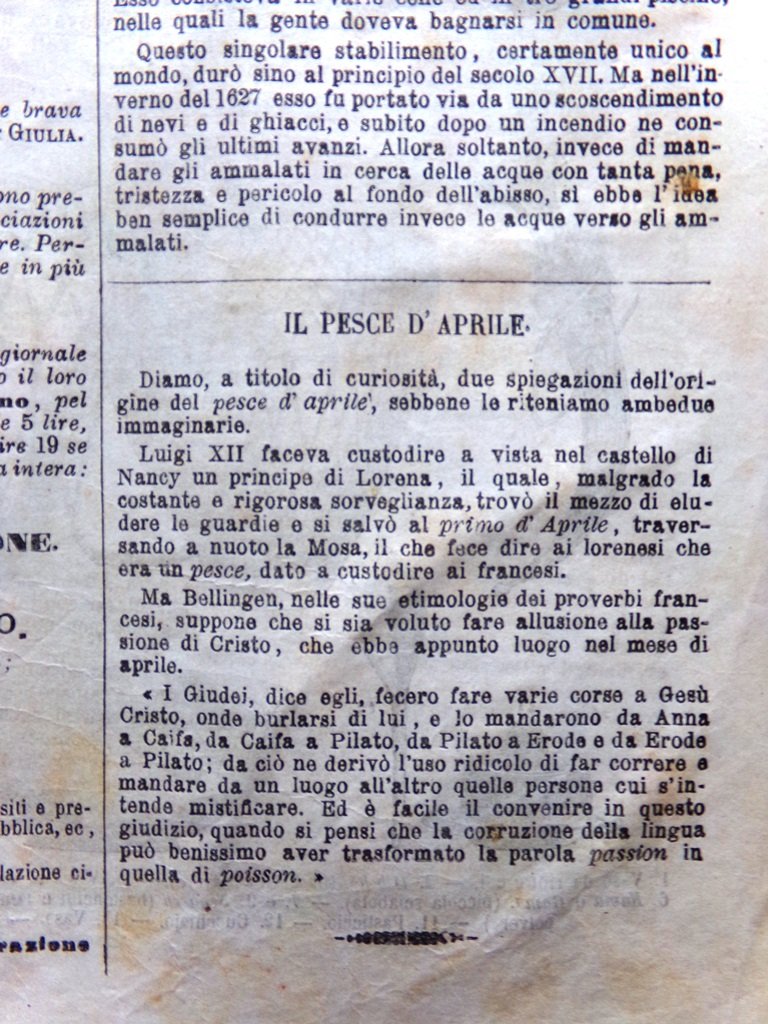 e brava
GIULIA.
ono pre-
ciazioni
re. Per-
e in più
giornale
o il loro
no, pel
e 5 lire,
ire 19 se
a intera:
ONE.
O.
siti e pre-
bblica, ec,
lazione ci-
razione
nelle quali la gente doveva bagnarsi in comune.
Questo singolare stabilimento, certamente unico al
mondo, durò sino al principio del secolo XVII. Ma nell'in-
verno del 1627 esso fu portato via da uno scoscendimento
di nevi e di ghiacci, e subito dopo un incendio ne con-
sumò gli ultimi avanzi. Allora soltanto, invece di man-
dare gli ammalati in cerca delle acque con tanta pena,
tristezza e pericolo al fondo dell'abisso, si ebbe l'idea
ben semplice di condurre invece le acque verso gli am-
malati.
IL PESCE D'APRILE.
Diamo, a titolo di curiosità, due spiegazioni dell'ori-
gine del pesce d'aprile, sebbene le riteniamo ambedue
immaginarie.
Luigi XII faceva custodire a vista nel castello di
Nancy un principe di Lorena, il quale, malgrado la
costante e rigorosa sorveglianza, trovò il mezzo di elu-
dere le guardie e si salvò al primo d'Aprile, traver-
sando a nuoto la Mosa, il che fece dire ai lorenesi che
era un pesce, dato a custodire ai francesi.
Ma Bellingen, nelle sue etimologie dei proverbi fran-
cesi, suppone che si sia voluto fare allusione alla pas-
sione di Cristo, che ebbe appunto luogo nel mese di
aprile.
« I Giudei, dice egli, fecero fare varie corse a Gesù
Cristo, onde burlarsi di lui, e lo mandarono da Anna
a Caifa, da Caifa a Pilato, da Pilato a Erode e da Erode
a Pilato; da ciò ne derivò l'uso ridicolo di far correre e
mandare da un luogo all'altro quelle persone cui s'in-
tende mistificare. Ed è facile il convenire in questo
giudizio, quando si pensi che la corruzione della lingua
può benissimo aver trasformato la parola passion in
quella di poisson. »